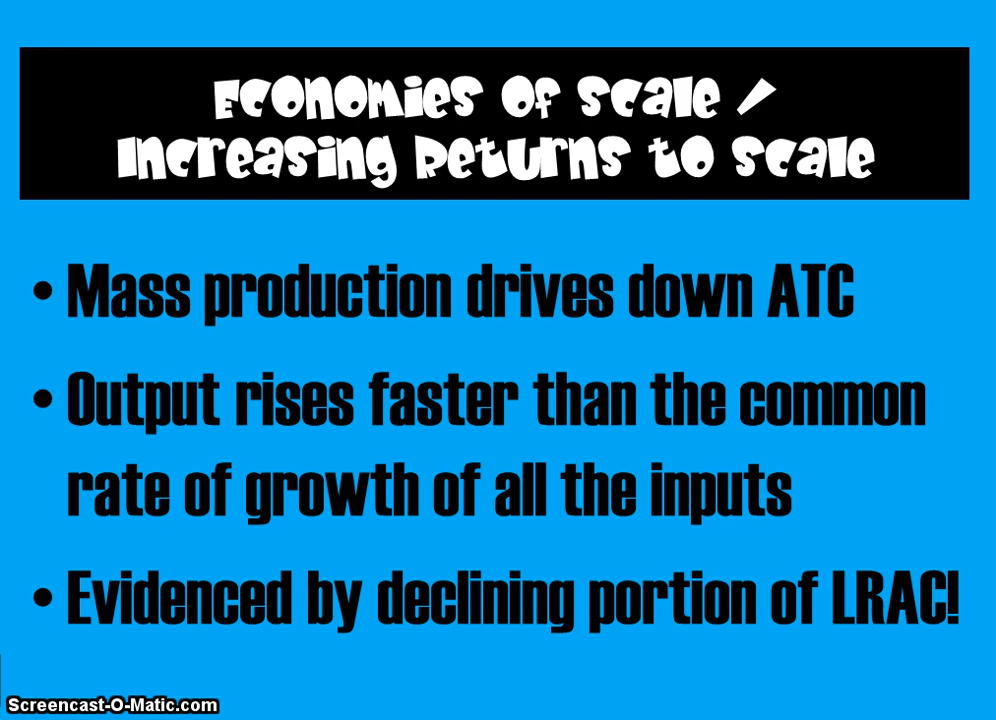 Economies of Scale /
Increasing Returns to Scale
• Mass production drives down ATC
• Output rises faster than the common
rate of growth of all the inputs
• Evidenced by declining portion of LRAC!
Screencast-O-Matic.com